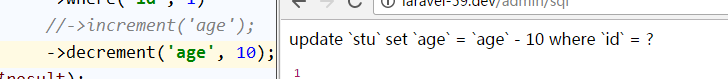 ->where('id', 1)
//->increment('age');
->decrement('age', 10);
(result);
laravel-59.dev/admin/sql
update `stu` set `age` = `age` - 10 where `id` = ?
1